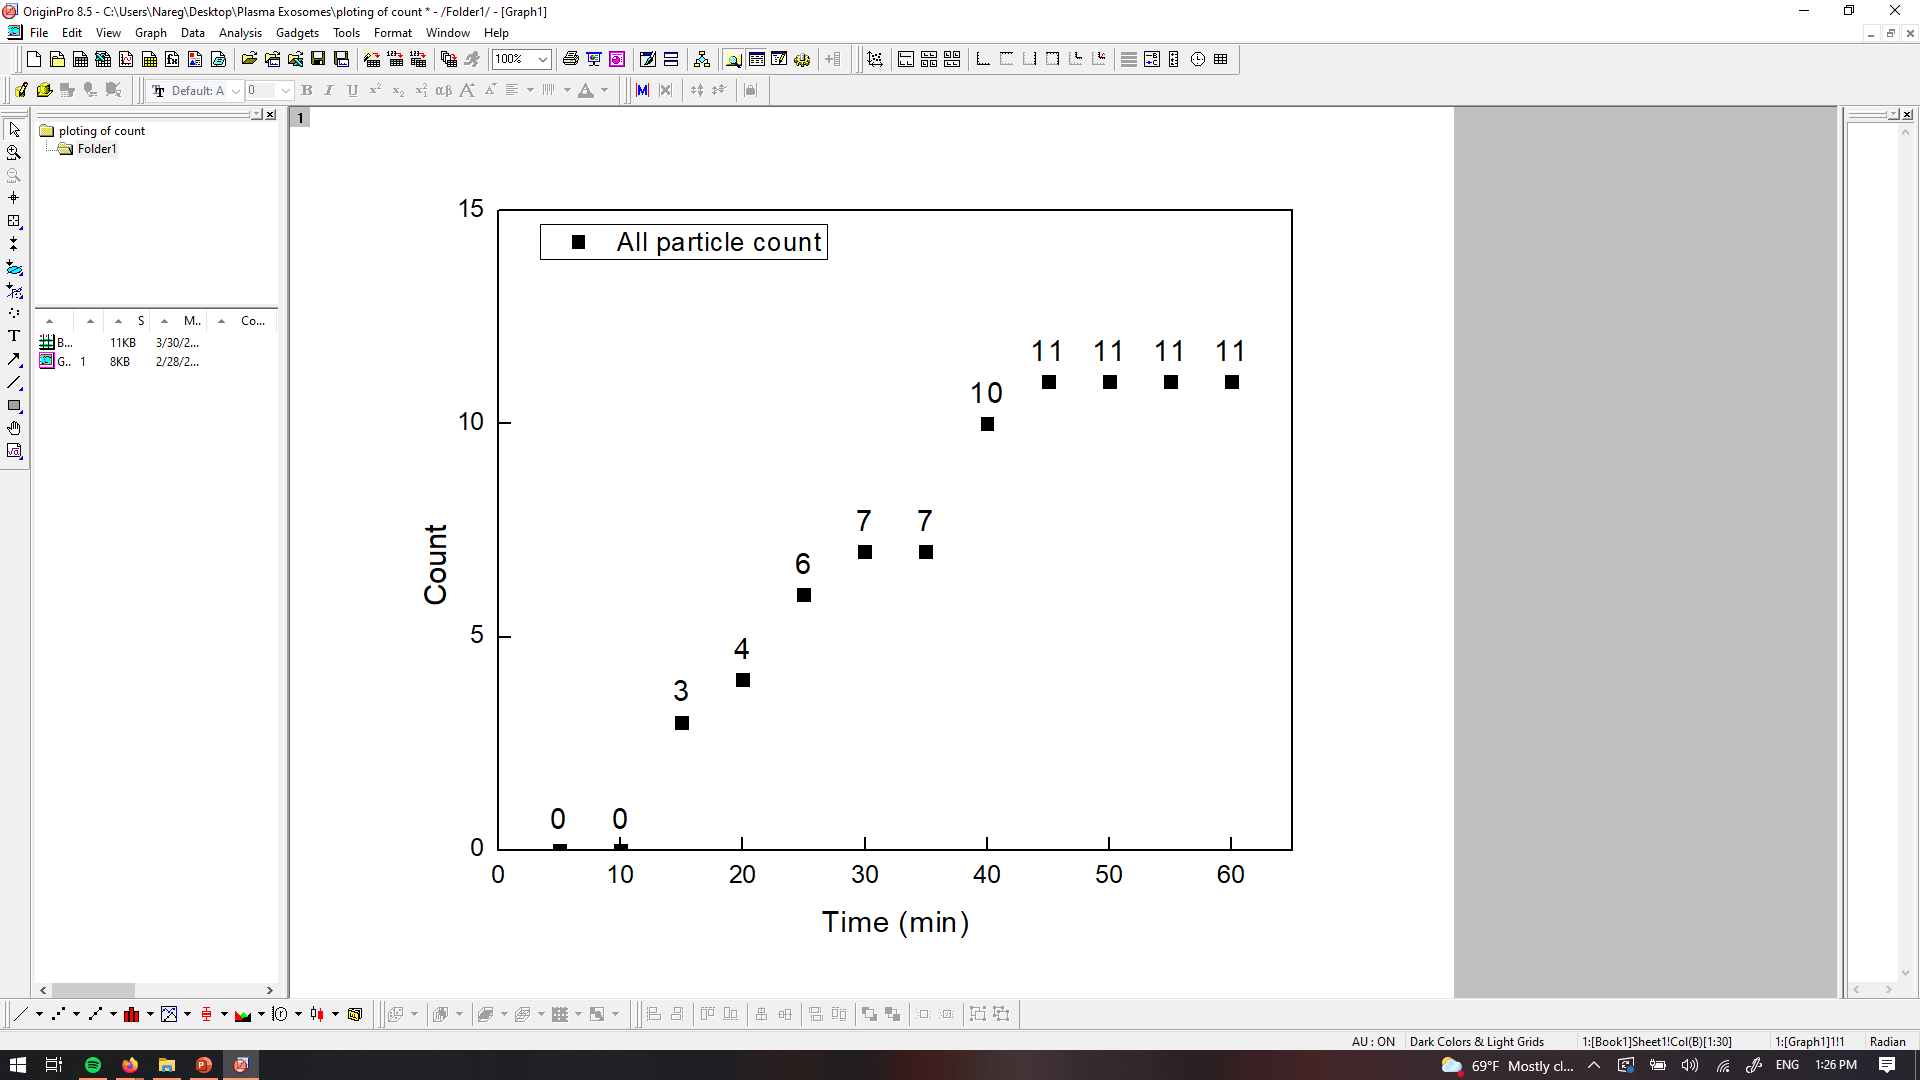 OriginPro 8.5 - C:\Users\Nareg\Desktop\Plasma Exosomes\ploting of count * - /Folder1/ - [Graph1]
File Edit View Graph Data Analysis Gadgets Tools Format Window Help
100%
Default: A 0 B I U
1
ploting of count
Folder1
S M.. Co...
B... 11KB 3/30/2...
G.. 1 8KB 2/28/2...
15
All particle count
11 11 11 11
10
10
7 7
6
Count
5
4
3
0 0
0
0 10 20 30 40 50 60
Time (min)
AU : ON Dark Colors & Light Grids 1:[Book1]Sheet1!Col(B)[1:30] 1:[Graph1]1!1 Radian
69°F Mostly cl... ENG 1:26 PM